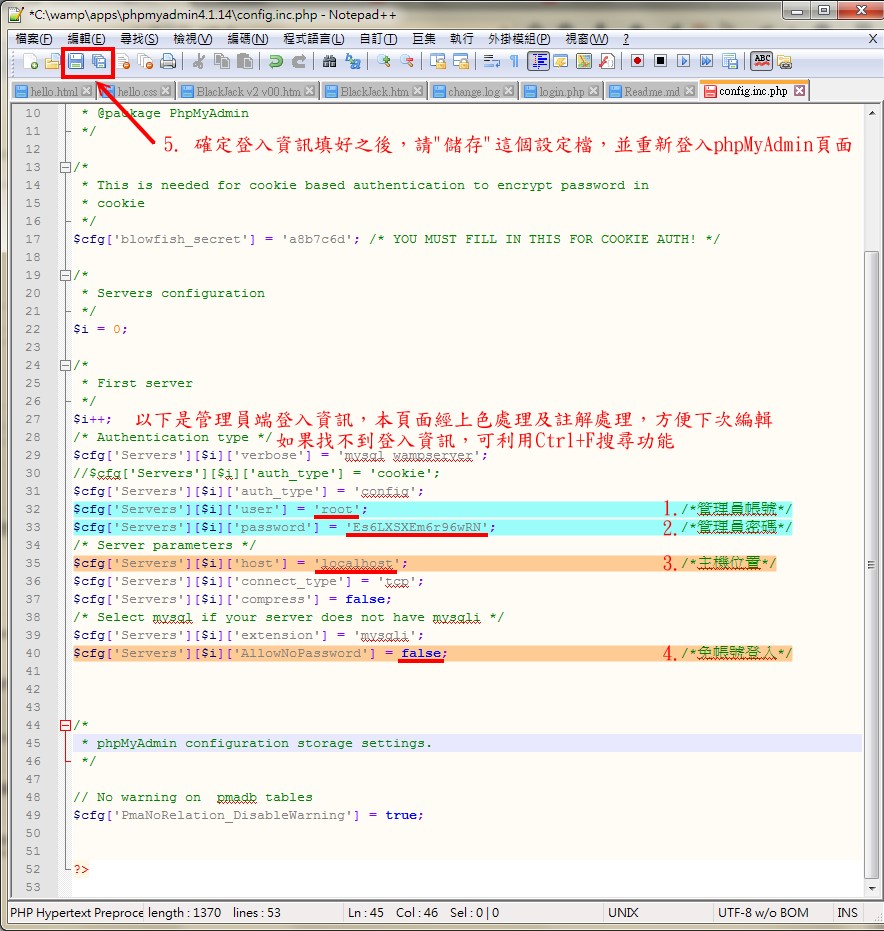 *C:\wamp\apps\phpmyadmin4.1.14\config.inc.php - Notepad++
檔案(F) 編輯(E) 尋找(S) 檢視(V) 編碼(N) 程式語言(L) 自訂(T) 巨集 執行 外掛模組(P) 視窗(W) ? X
hello.html hello.css BlackJack v2 v00.htm BlackJack.htm change.log login.php Readme.md config.inc.php
10 * @package PhpMyAdmin
11 */
5. 確定登入資訊填好之後，請"儲存"這個設定檔，並重新登入phpMyAdmin頁面
12
13 /*
14 * This is needed for cookie based authentication to encrypt password in
15 * cookie
16 */
17 $cfg['blowfish_secret'] = 'a8b7c6d'; /* YOU MUST FILL IN THIS FOR COOKIE AUTH! */
18
19 /*
20 * Servers configuration
21 */
22 $i = 0;
23
24 /*
25 * First server
26 */
27 $i++; 以下是管理員端登入資訊，本頁面經上色處理及註解處理，方便下次編輯
28 /* Authentication type */ 如果找不到登入資訊，可利用Ctrl+F搜尋功能
29 $cfg['Servers'][$i]['verbose'] = 'mysql wampserver';
30 //$cfg['Servers'][$i]['auth_type'] = 'cookie';
31 $cfg['Servers'][$i]['auth_type'] = 'config';
32 $cfg['Servers'][$i]['user'] = 'root'; 1. /*管理員帳號*/
33 $cfg['Servers'][$i]['password'] = 'Es6LXSXEm6r96wRN'; 2. /*管理員密碼*/
34 /* Server parameters */
35 $cfg['Servers'][$i]['host'] = 'localhost'; 3. /*主機位置*/
36 $cfg['Servers'][$i]['connect_type'] = 'tcp';
37 $cfg['Servers'][$i]['compress'] = false;
38 /* Select mysql if your server does not have mysqli */
39 $cfg['Servers'][$i]['extension'] = 'mysqli';
40 $cfg['Servers'][$i]['AllowNoPassword'] = false; 4. /*免帳號登入*/
41
42
43
44 /*
45 * phpMyAdmin configuration storage settings.
46 */
47
48 // No warning on  pmadb tables
49 $cfg['PmaNoRelation_DisableWarning'] = true;
50
51
52 ?>
53
PHP Hypertext Preproce length : 1370 lines : 53 Ln : 45 Col : 46 Sel : 0 | 0 UNIX UTF-8 w/o BOM INS